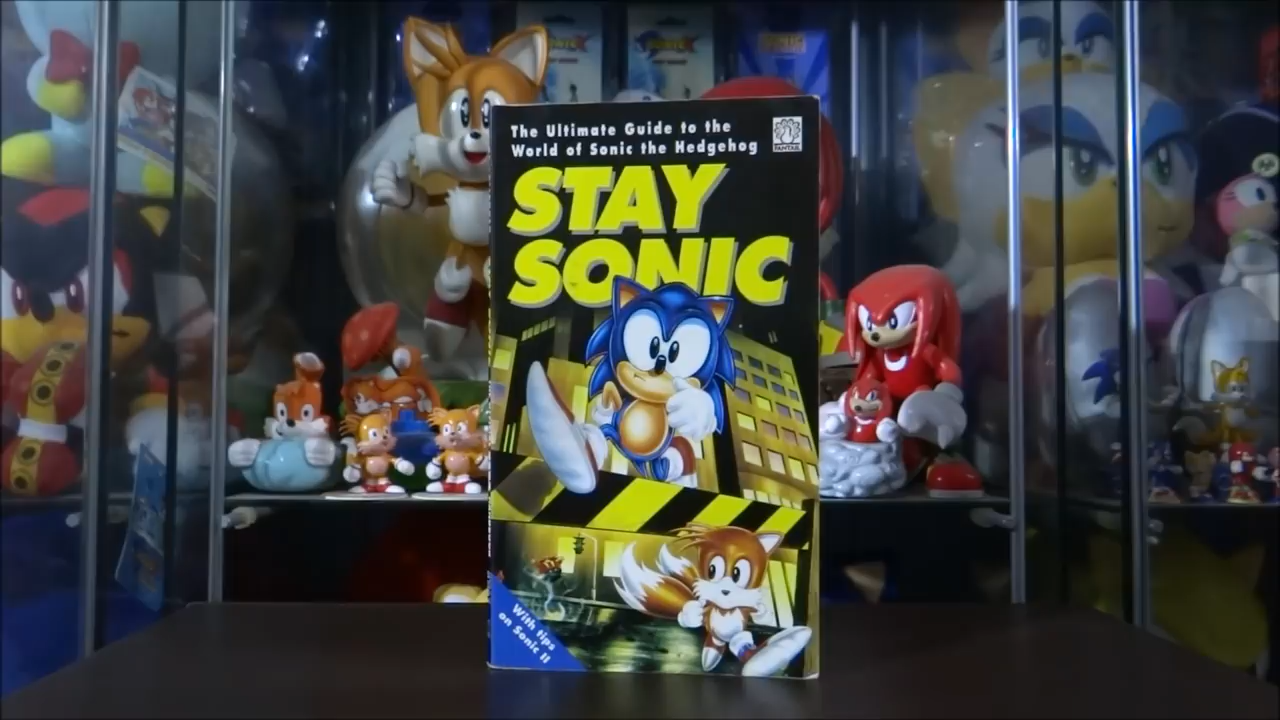 The Ultimate Guide to the
World of Sonic the Hedgehog
FANTAIL
STAY
SONIC
With tips
on Sonic II